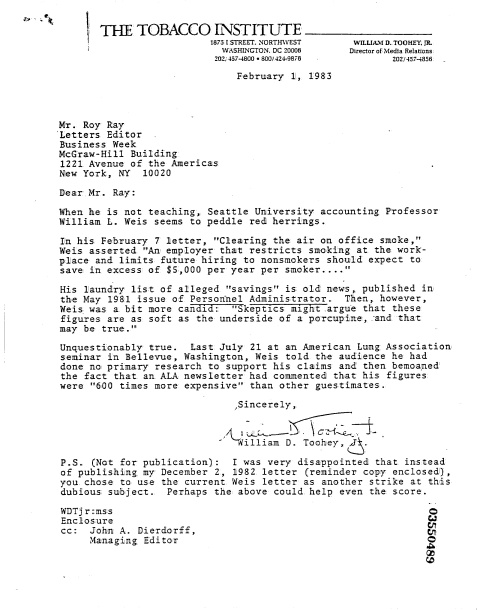 THE TOBACCO INSTITUTE
1875 I STREET, NORTHWEST
WASHINGTON, DC 20006
202/457-4800 • 800/424-9876
WILLIAM D. TOOHEY, JR.
Director of Media Relations
202/457-4856
February 1, 1983
Mr. Roy Ray
Letters Editor
Business Week
McGraw-Hill Building
1221 Avenue of the Americas
New York, NY 10020
Dear Mr. Ray:
When he is not teaching, Seattle University accounting Professor
William L. Weis seems to peddle red herrings.
In his February 7 letter, "Clearing the air on office smoke,"
Weis asserted "An employer that restricts smoking at the work-
place and limits future hiring to nonsmokers should expect to
save in excess of $5,000 per year per smoker...."
His laundry list of alleged "savings" is old news, published in
the May 1981 issue of Personnel Administrator. Then, however,
Weis was a bit more candid: "Skeptics might argue that these
figures are as soft as the underside of a porcupine, and that
may be true."
Unquestionably true. Last July 21 at an American Lung Association
seminar in Bellevue, Washington, Weis told the audience he had
done no primary research to support his claims and then bemoaned
the fact that an ALA newsletter had commented that his figures
were "600 times more expensive" than other guestimates.
Sincerely,
William D. Toohey, Jr.
William D. Toohey, Jr.
P.S. (Not for publication): I was very disappointed that instead
of publishing my December 2, 1982 letter (reminder copy enclosed),
you chose to use the current Weis letter as another strike at this
dubious subject. Perhaps the above could help even the score.
WDTjr:mss
Enclosure
cc: John A. Dierdorff,
Managing Editor
03550489